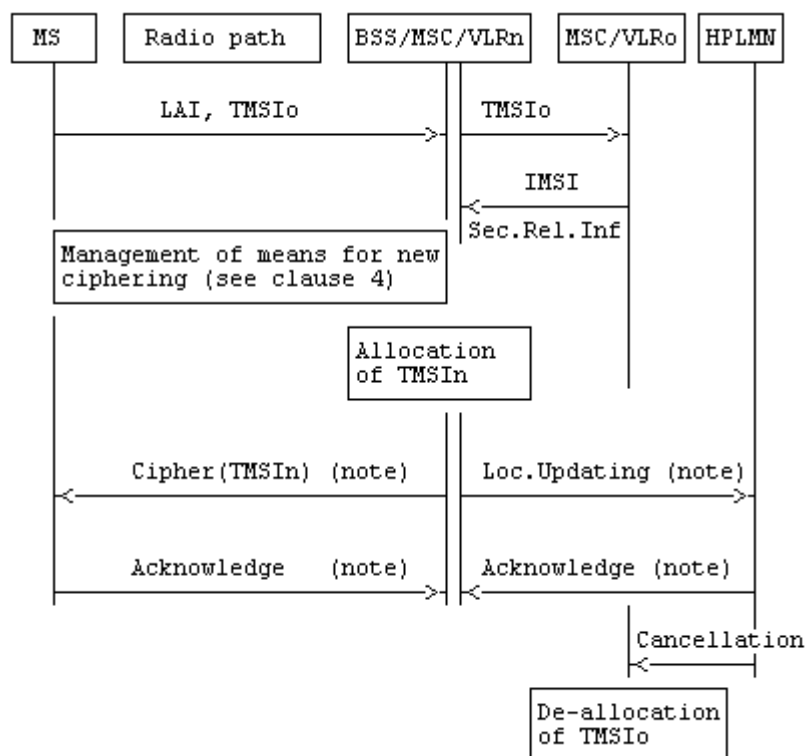 MS
Radio path
BSS/MSC/VLRn
MSC/VLRo
HPLMN
LAI, TMSIo
TMSIo
IMSI
Sec.Rel.Inf
Management of means for new
ciphering (see clause 4)
Allocation
of TMSIn
Cipher(TMSIn) (note)
Loc.Updating (note)
Acknowledge (note)
Acknowledge (note)
Cancellation
De-allocation
of TMSIo